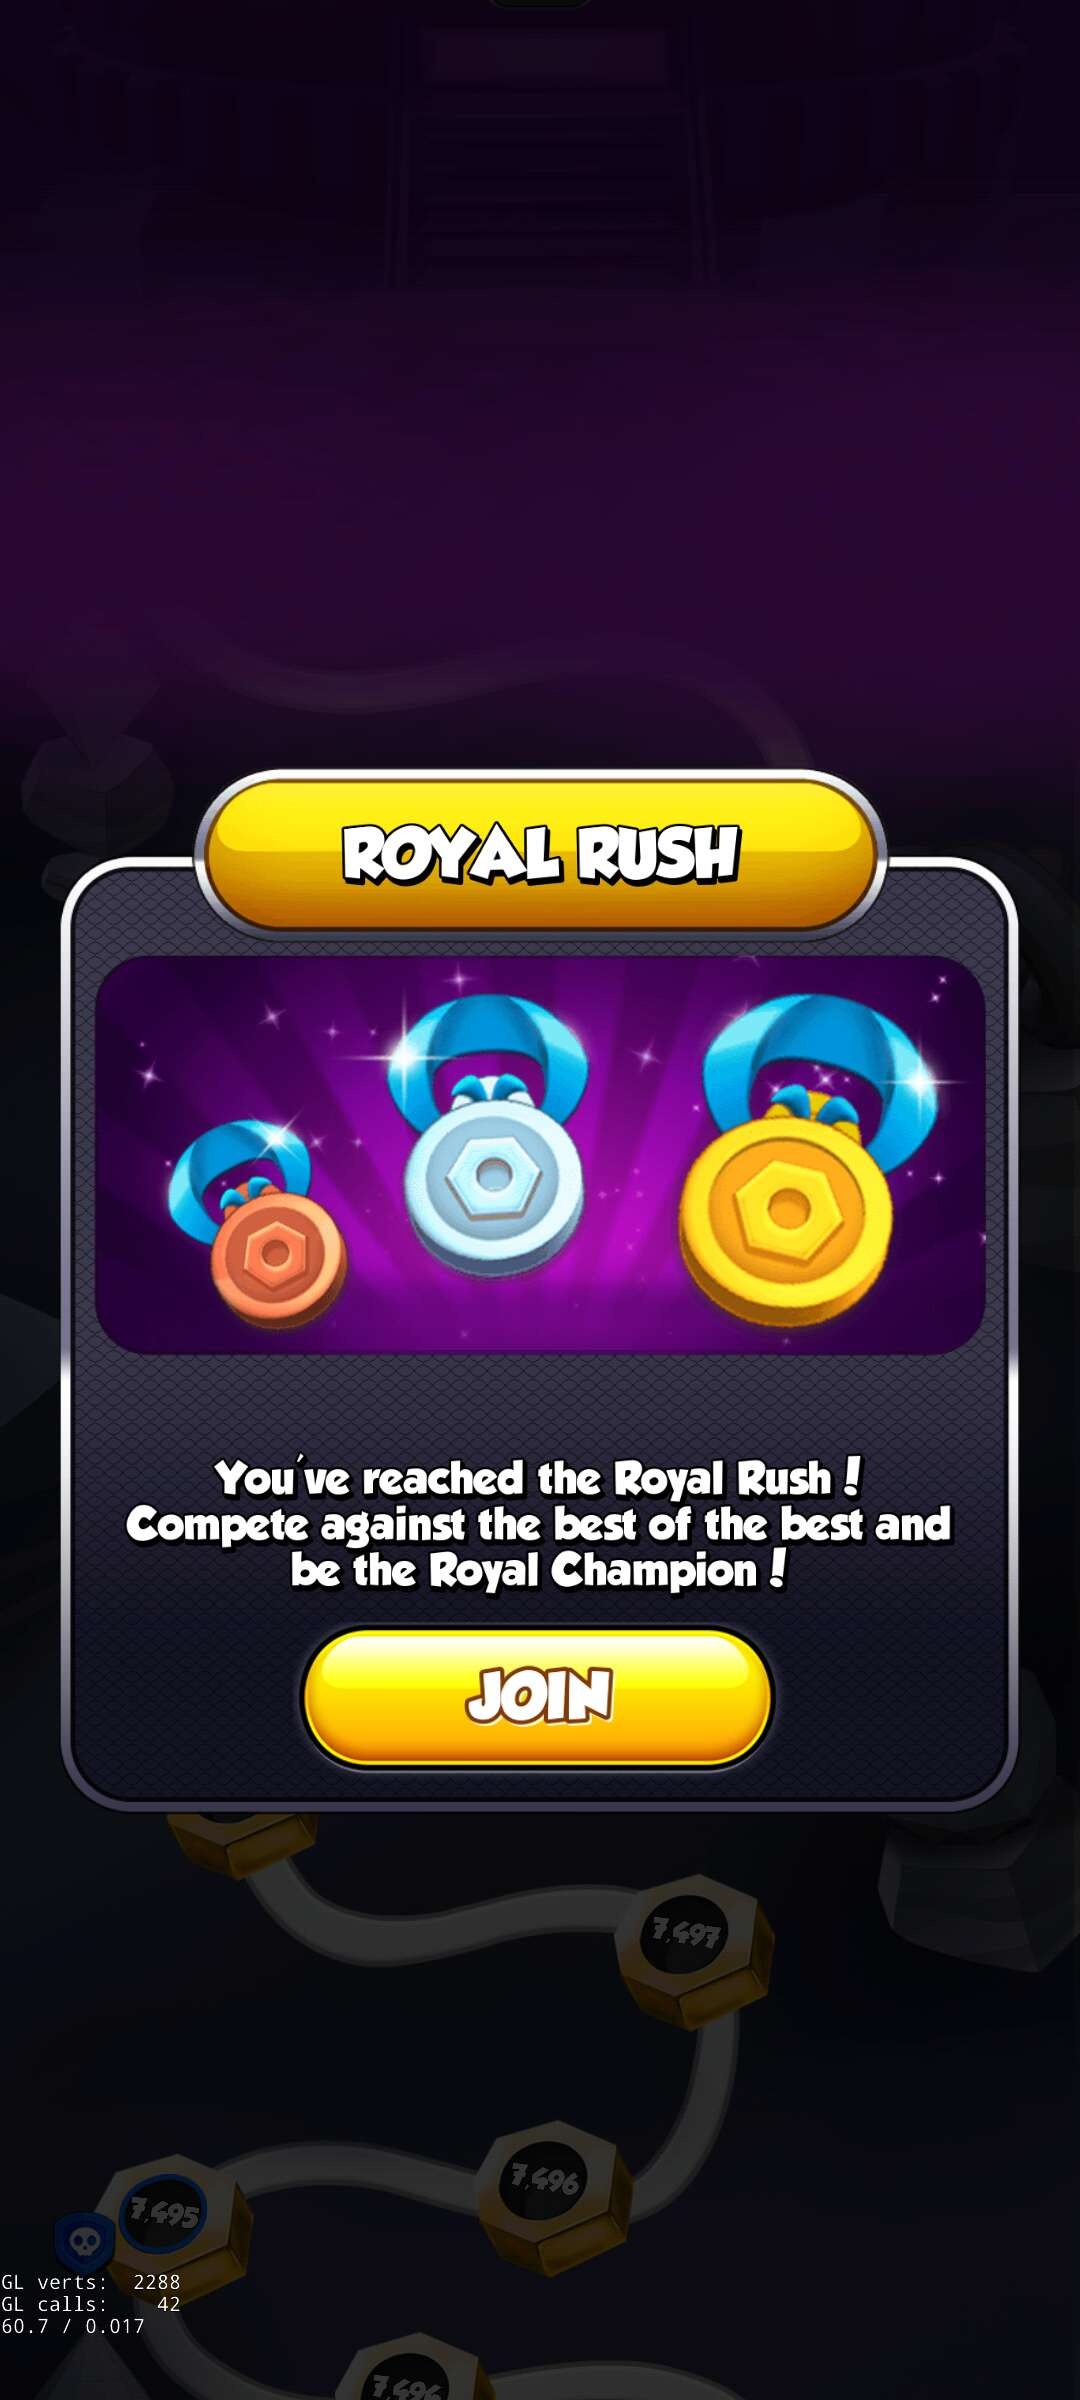 ROYAL RUSH
You've reached the Royal Rush!
Compete against the best of the best and
be the Royal Champion!
JOIN
7,497
7,496
7,495
GL verts: 2288
GL calls: 42
60.7 / 0.017